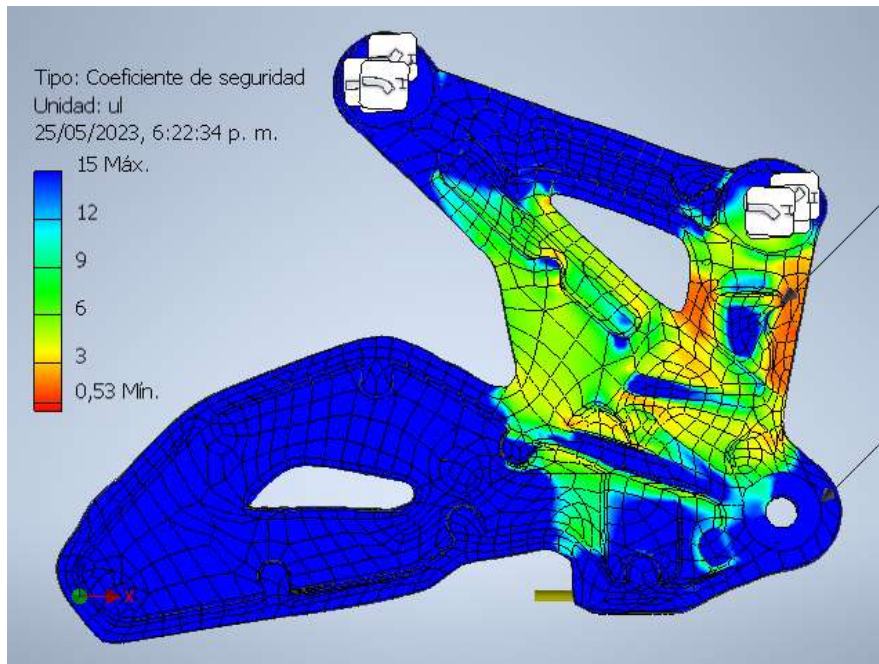 Tipo: Coeficiente de seguridad
Unidad: ul
25/05/2023, 6:22:34 p. m.
15 Máx.
12
9
6
3
0,53 Mín.
X